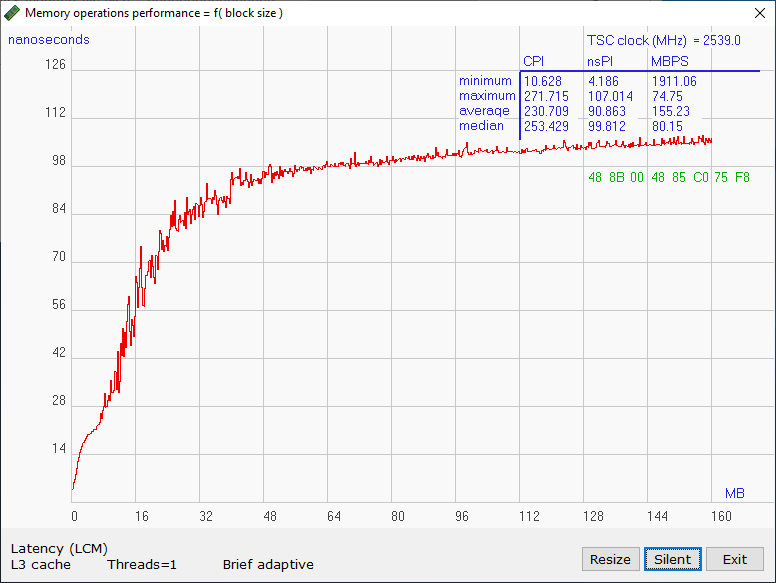 Memory operations performance = f( block size )
nanoseconds
TSC clock (MHz) = 2539.0
CPI nsPI MBPS
minimum 10.628 4.186 1911.06
maximum 271.715 107.014 74.75
average 230.709 90.863 155.23
median 253.429 99.812 80.15
48 8B 00 48 85 C0 75 F8
126
112
98
84
70
56
42
28
14
MB
0 16 32 48 64 80 96 112 128 144 160
Latency (LCM)
L3 cache Threads=1 Brief adaptive
Resize Silent Exit